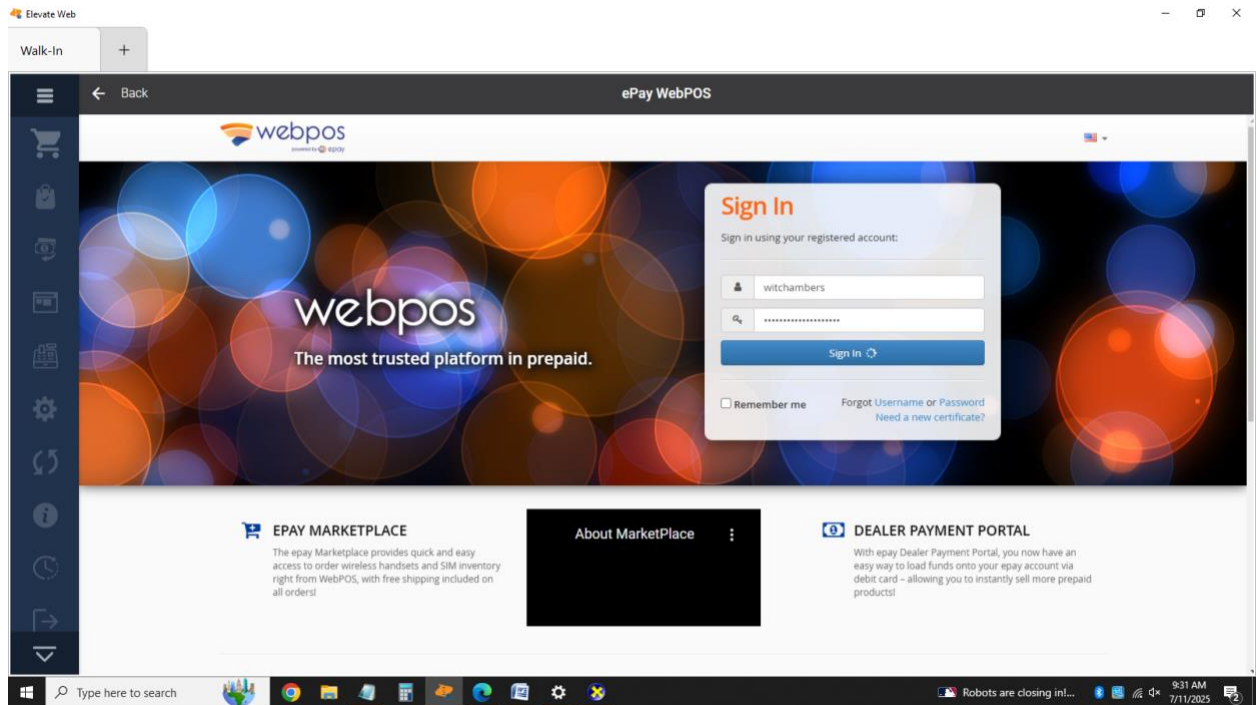 Elevate Web
Walk-In
+
Back
ePay WebPOS
webpos
powered by epay
Sign In
Sign in using your registered account:
witchambers
•••••••••••••••••••
Sign In
Remember me
Forgot Username or Password
Need a new certificate?
webpos
The most trusted platform in prepaid.
EPAY MARKETPLACE
The epay Marketplace provides quick and easy
access to order wireless handsets and SIM inventory
right from WebPOS, with free shipping included on
all orders!
About MarketPlace
DEALER PAYMENT PORTAL
With epay Dealer Payment Portal, you now have an
easy way to load funds onto your epay account via
debit card – allowing you to instantly sell more prepaid
products!
Type here to search
Robots are closing in!...
9:31 AM
7/11/2025
2